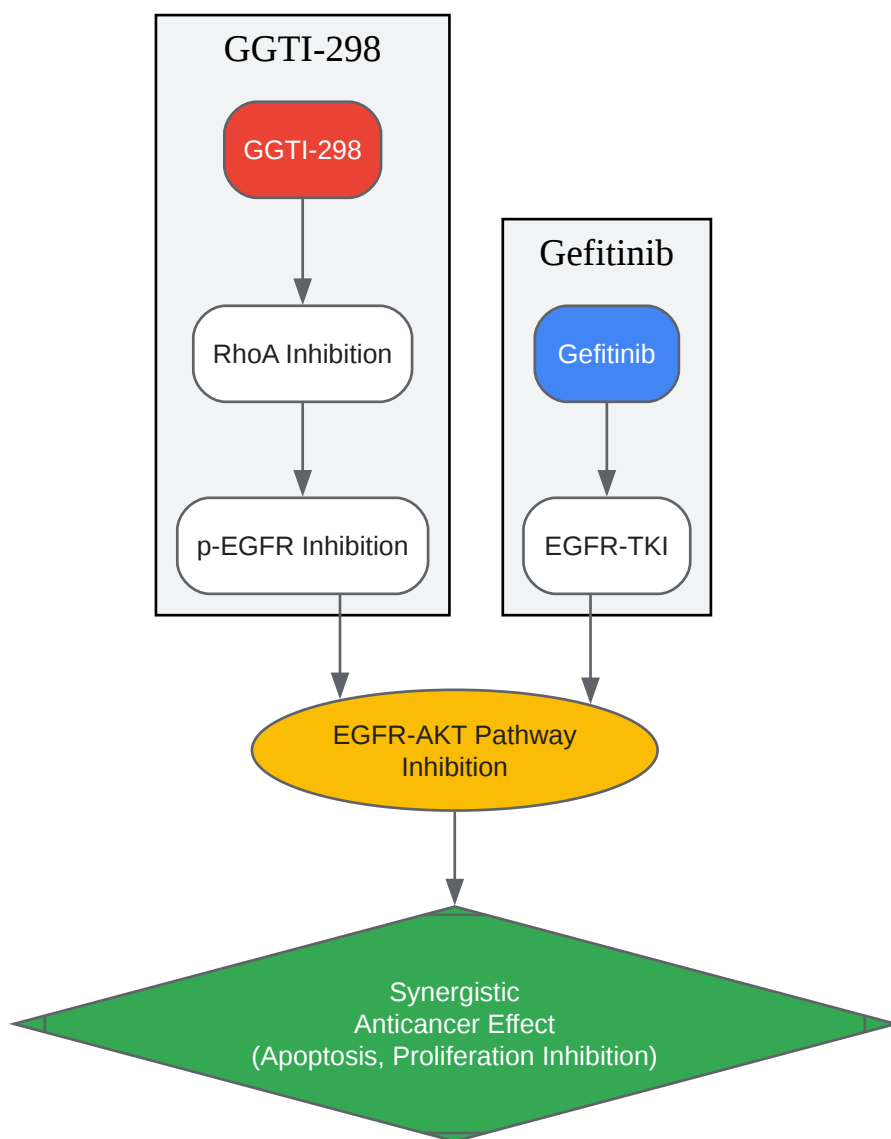 GGTI-298
GGTI-298
RhoA Inhibition
p-EGFR Inhibition
Gefitinib
Gefitinib
EGFR-TKI
EGFR-AKT Pathway
Inhibition
Synergistic
Anticancer Effect
(Apoptosis, Proliferation Inhibition)